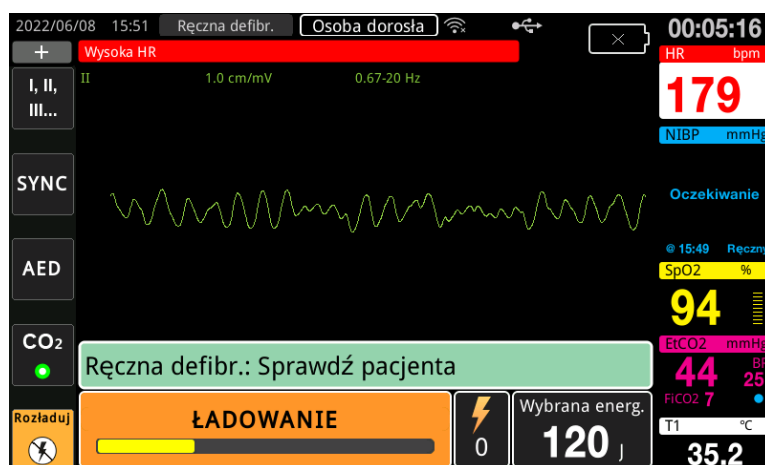 2022/06/08 15:51 Ręczna defibr. Osoba dorosła 00:05:16
+ Wysoka HR HR bpm
I, II,
III...
II 1.0 cm/mV 0.67-20 Hz
179
NIBP mmHg
SYNC
Oczekiwanie
@ 15:49 Ręczny
AED
SpO2 %
94
CO2
EtCO2 mmHg
Ręczna defibr.: Sprawdź pacjenta
44 25
FiCO2 7
Rozładuj
ŁADOWANIE
0
Wybrana energ.
120 J
T1 °C
35.2